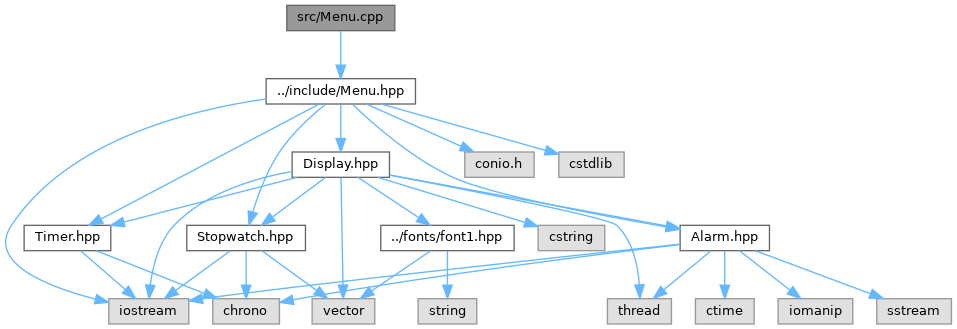 src/Menu.cpp
../include/Menu.hpp
Display.hpp
conio.h
cstdlib
Timer.hpp
Stopwatch.hpp
../fonts/font1.hpp
cstring
Alarm.hpp
iostream
chrono
vector
string
thread
ctime
iomanip
sstream